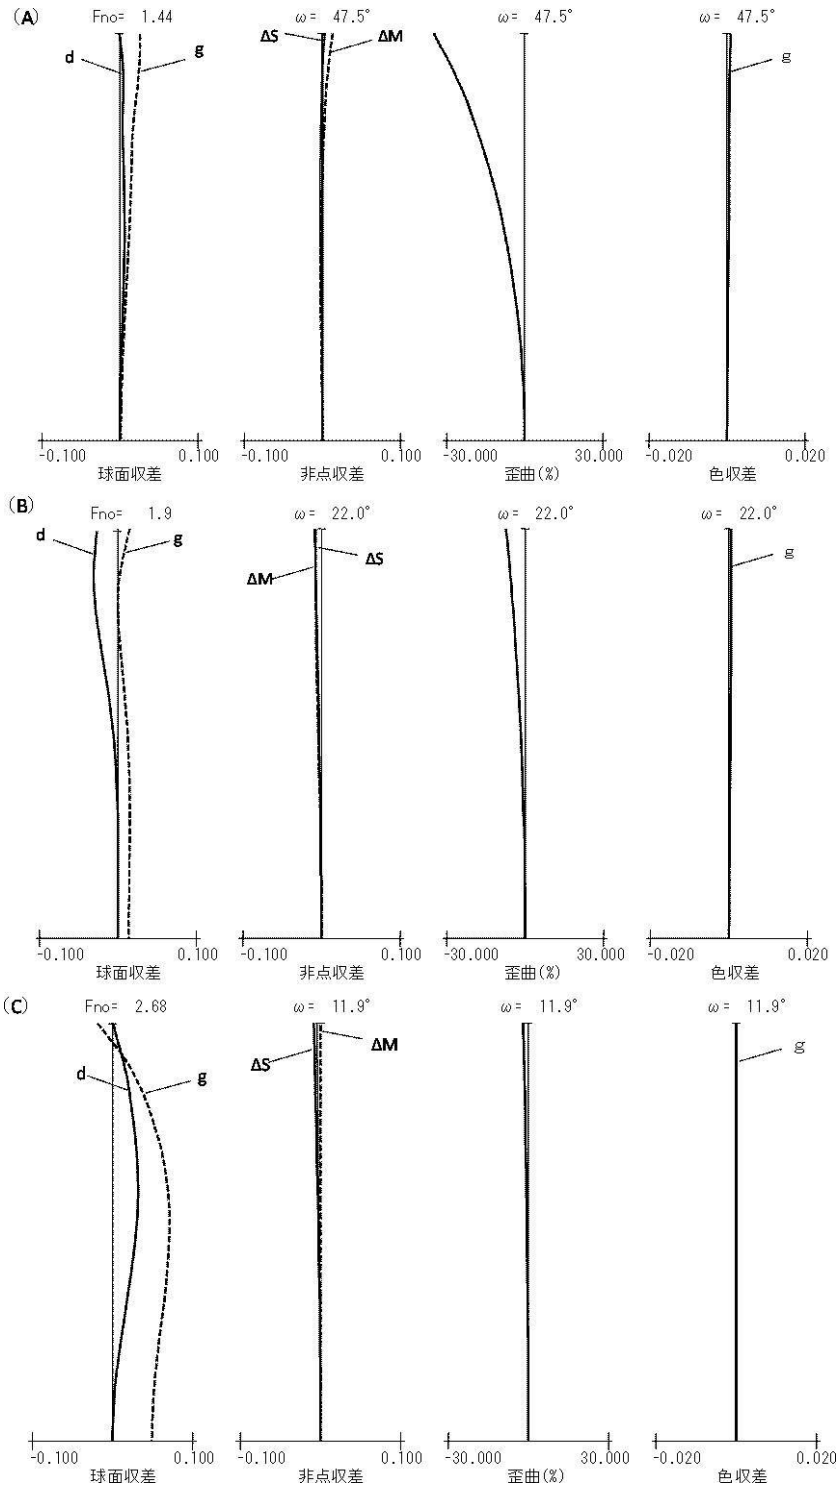 (A) Fno= 1.44 ω= 47.5° ω= 47.5° ω= 47.5°
d g ΔS ΔM g
-0.100 0.100 -0.100 0.100 -30.000 30.000 -0.020 0.020
球面収差 非点収差 歪曲(%) 色収差
(B) Fno= 1.9 ω= 22.0° ω= 22.0° ω= 22.0°
d g ΔM ΔS g
-0.100 0.100 -0.100 0.100 -30.000 30.000 -0.020 0.020
球面収差 非点収差 歪曲(%) 色収差
(C) Fno= 2.68 ω= 11.9° ω= 11.9° ω= 11.9°
d g ΔS ΔM g
-0.100 0.100 -0.100 0.100 -30.000 30.000 -0.020 0.020
球面収差 非点収差 歪曲(%) 色収差